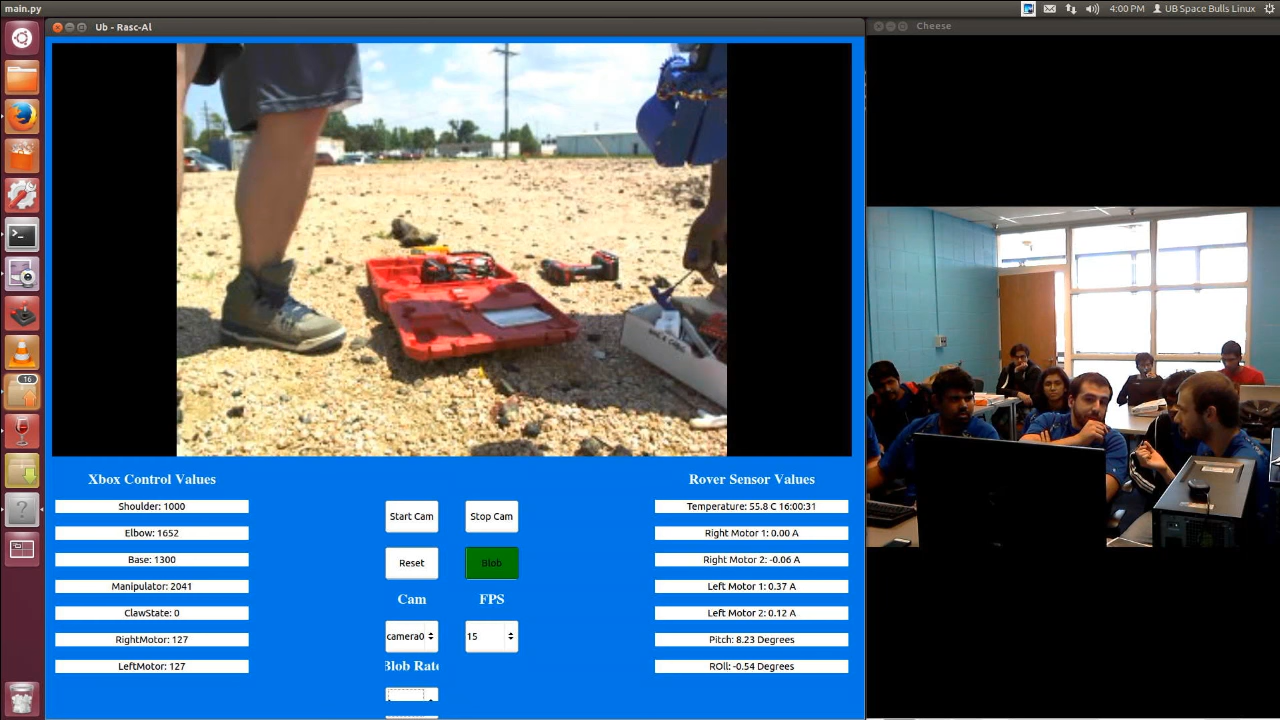 main.py
4:00 PM
UB Space Bulls Linux
Ub - Rasc-Al
Cheese
16
Xbox Control Values
Shoulder: 1000
Elbow: 1652
Base: 1300
Manipulator: 2041
ClawState: 0
RightMotor: 127
LeftMotor: 127
Start Cam
Stop Cam
Reset
Blob
Cam
FPS
camera0
15
Blob Rate
Rover Sensor Values
Temperature: 55.8 C 16:00:31
Right Motor 1: 0.00 A
Right Motor 2: -0.06 A
Left Motor 1: 0.37 A
Left Motor 2: 0.12 A
Pitch: 8.23 Degrees
ROll: -0.54 Degrees